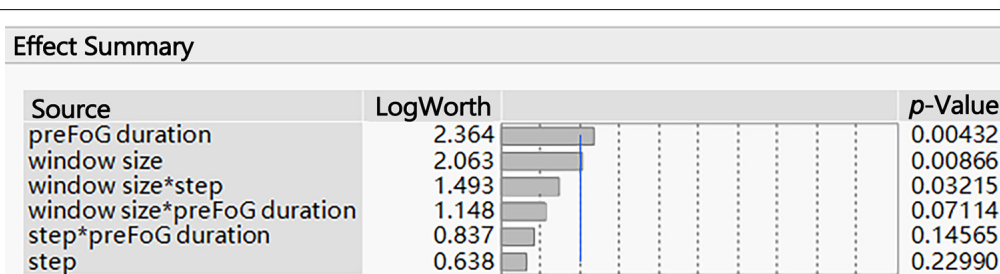 Effect Summary
Source LogWorth p-Value
preFoG duration 2.364 0.00432
window size 2.063 0.00866
window size*step 1.493 0.03215
window size*preFoG duration 1.148 0.07114
step*preFoG duration 0.837 0.14565
step 0.638 0.22990